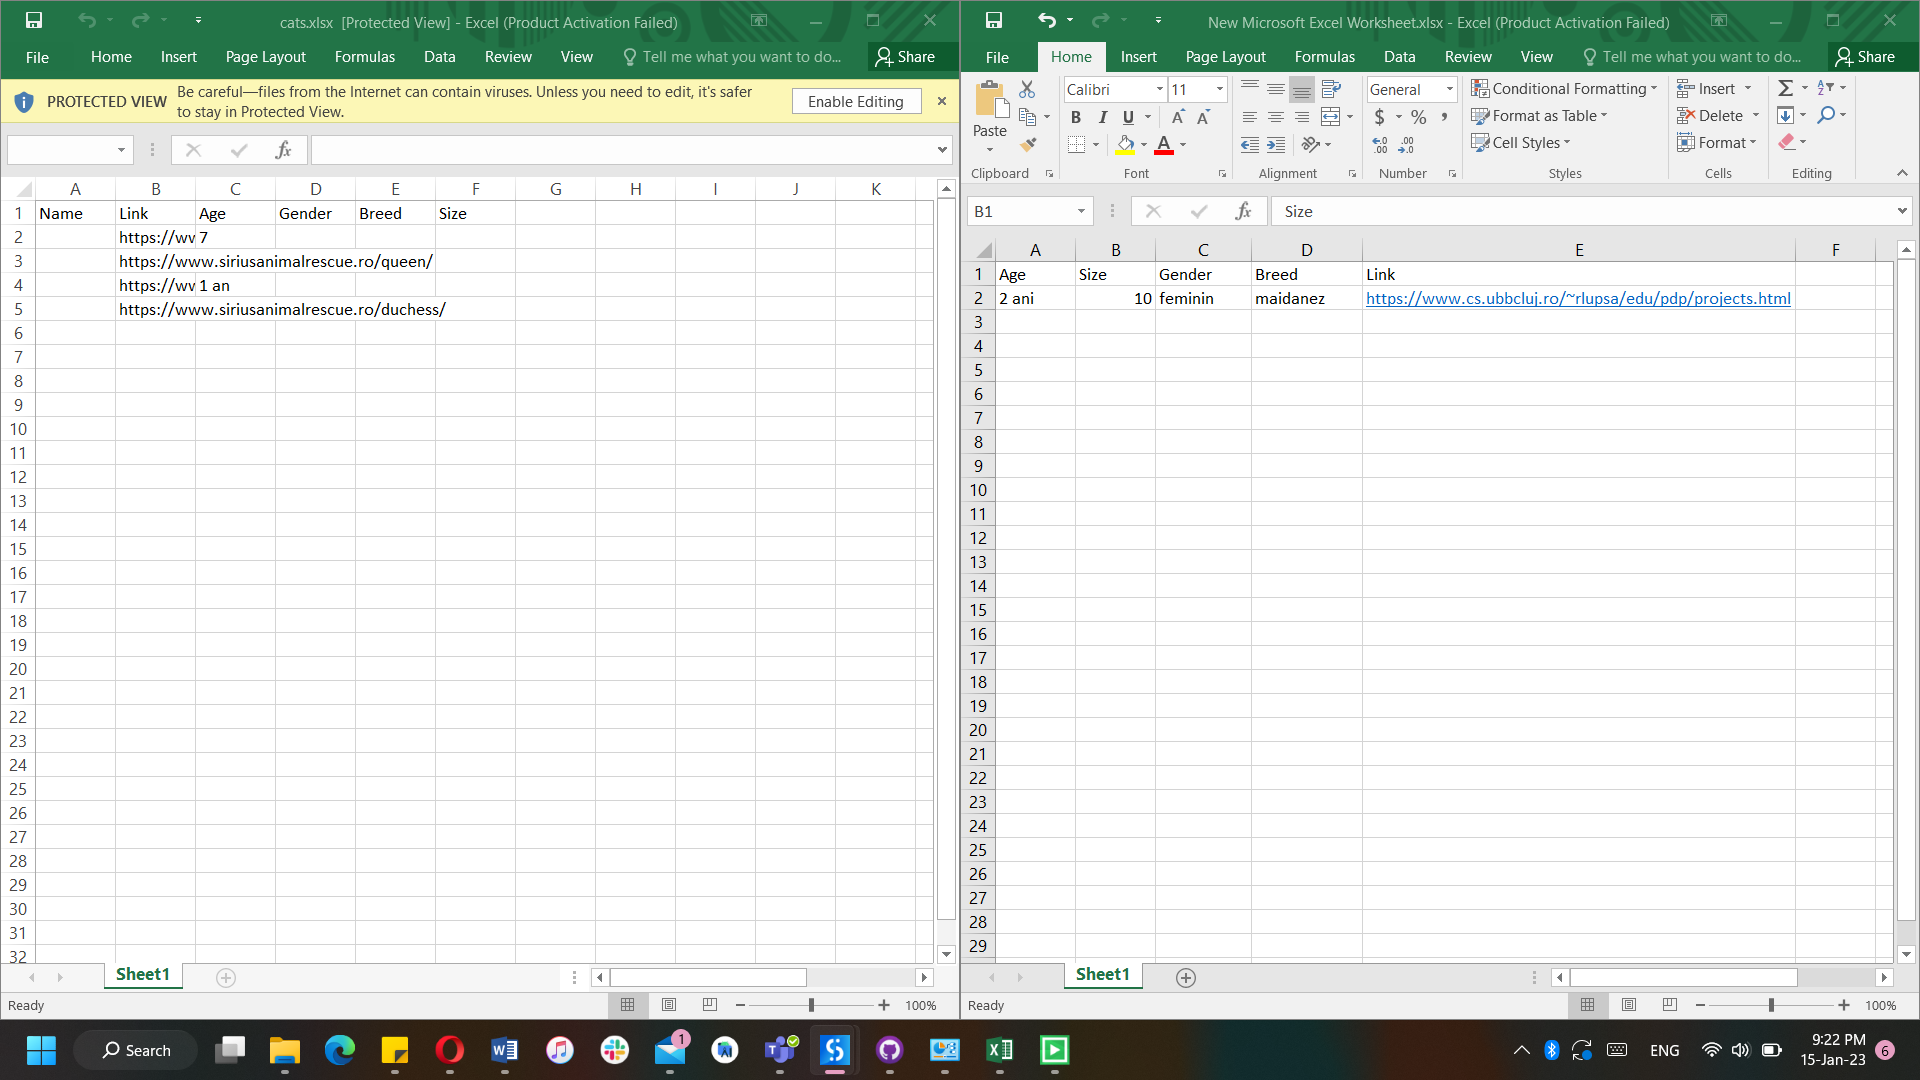 cats.xlsx  [Protected View] - Excel (Product Activation Failed)
File Home Insert Page Layout Formulas Data Review View Tell me what you want to do... Share
PROTECTED VIEW Be careful—files from the Internet can contain viruses. Unless you need to edit, it's safer
to stay in Protected View. Enable Editing
fx
A B C D E F G H I J K
1 Name Link Age Gender Breed Size
2 https://ww 7
3 https://www.siriusanimalrescue.ro/queen/
4 https://ww 1 an
5 https://www.siriusanimalrescue.ro/duchess/
6
7
8
9
10
11
12
13
14
15
16
17
18
19
20
21
22
23
24
25
26
27
28
29
30
31
32
Sheet1
Ready 100%
New Microsoft Excel Worksheet.xlsx - Excel (Product Activation Failed)
File Home Insert Page Layout Formulas Data Review View Tell me what you want to do... Share
Paste
Clipboard
Calibri 11
B I U A A
A
Font
Alignment
General
$ % ,
.00 .0
Number
Conditional Formatting
Format as Table
Cell Styles
Styles
Insert
Delete
Format
Cells
Editing
B1 fx Size
A B C D E F
1 Age Size Gender Breed Link
2 2 ani 10 feminin maidanez https://www.cs.ubbcluj.ro/~rlupsa/edu/pdp/projects.html
3
4
5
6
7
8
9
10
11
12
13
14
15
16
17
18
19
20
21
22
23
24
25
26
27
28
29
Sheet1
Ready 100%
Search 1 ENG 9:22 PM
15-Jan-23 6